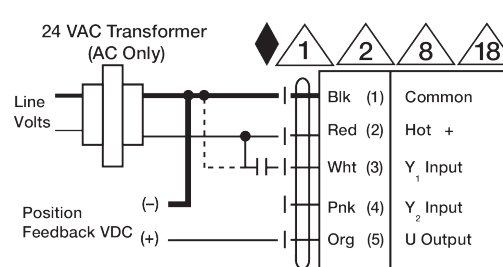 24 VAC Transformer
(AC Only)
1 2 8 18
Line
Volts
Blk (1) Common
Red (2) Hot +
Wht (3) Y1 Input
Pnk (4) Y2 Input
Org (5) U Output
Position (–)
Feedback VDC (+)